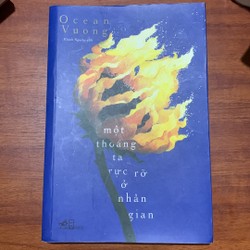 Ocean
Vuong
một
thoáng
ta
rực rỡ
ở
nhân
gian